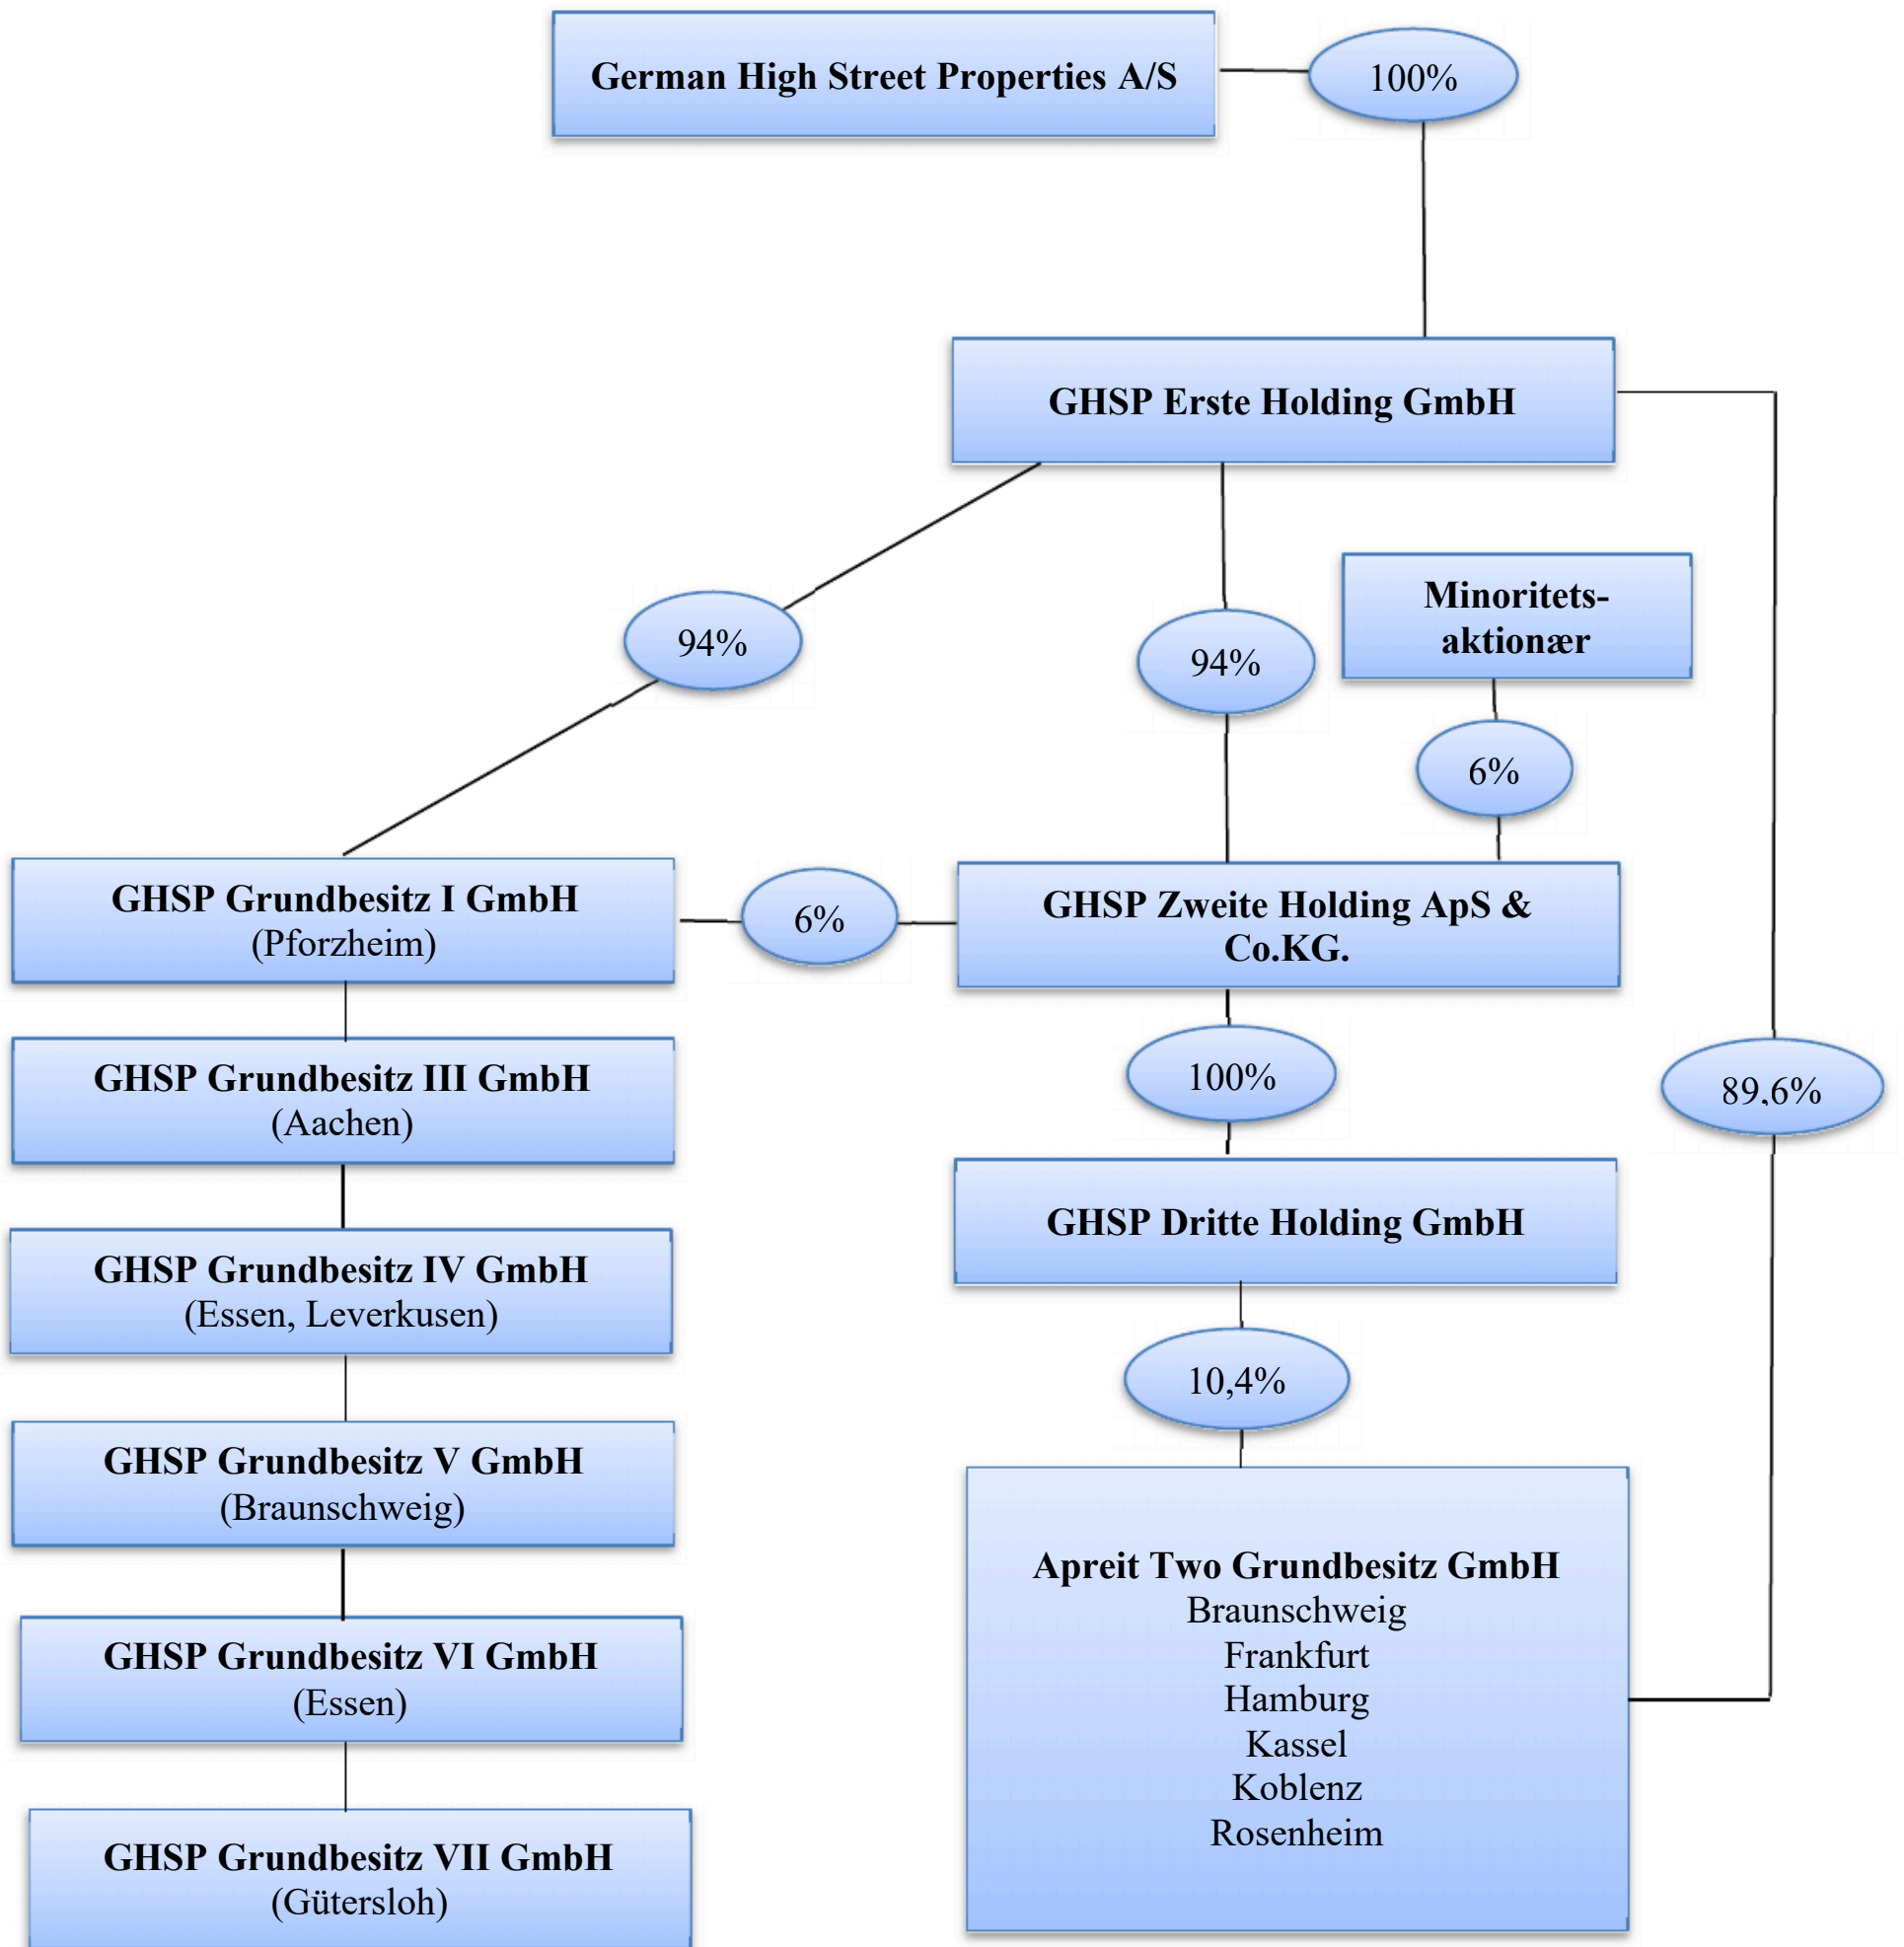 German High Street Properties A/S
100%
GHSP Erste Holding GmbH
94%
94%
Minoritets-
aktionær
6%
GHSP Grundbesitz I GmbH
(Pforzheim)
6%
GHSP Zweite Holding ApS &
Co.KG.
GHSP Grundbesitz III GmbH
(Aachen)
100%
89,6%
GHSP Grundbesitz IV GmbH
(Essen, Leverkusen)
GHSP Dritte Holding GmbH
10,4%
GHSP Grundbesitz V GmbH
(Braunschweig)
GHSP Grundbesitz VI GmbH
(Essen)
GHSP Grundbesitz VII GmbH
(Gütersloh)
Apreit Two Grundbesitz GmbH
Braunschweig
Frankfurt
Hamburg
Kassel
Koblenz
Rosenheim